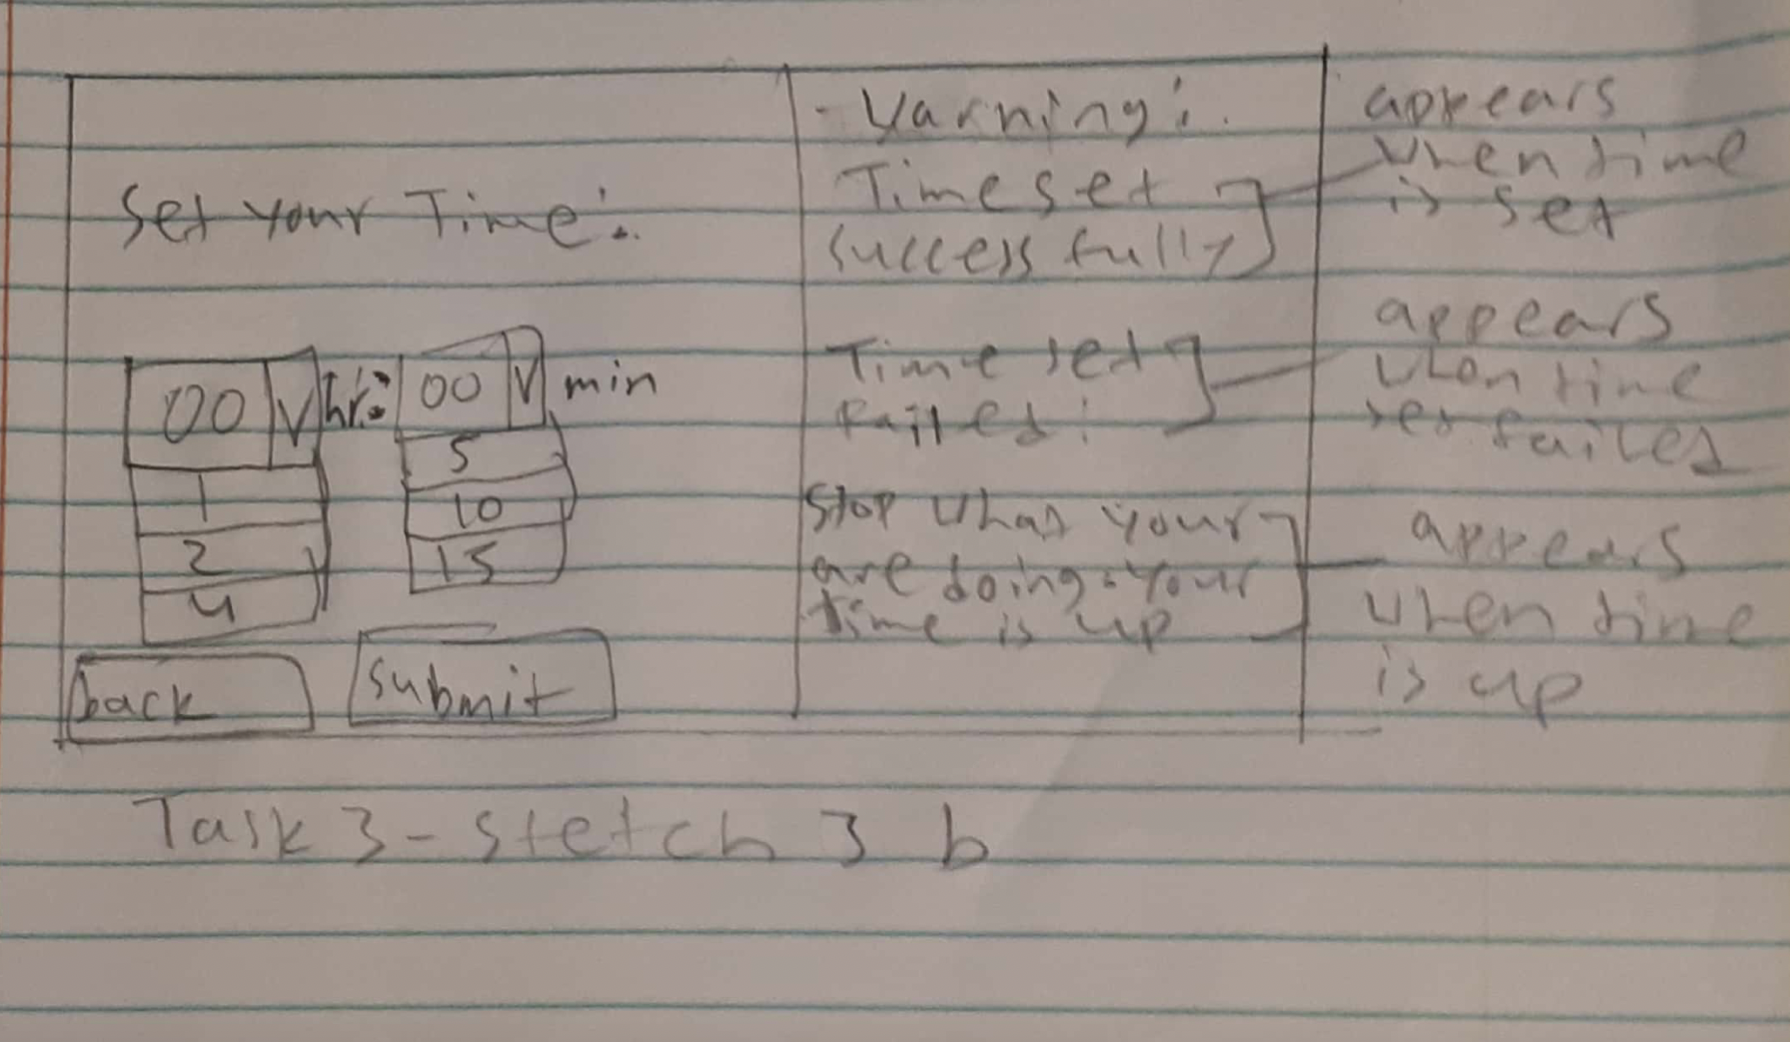 Set your Time:
00 V hr: 00 V min
1
2
4
5
10
15
back
submit
- Warning:
Time set
successfully
Time set
Failed!
Stop what your
are doing. Your
time is up
appears
when time
is set
appears
when time
set failed
appears
when time
is up
Task 3 - stetch 3 b